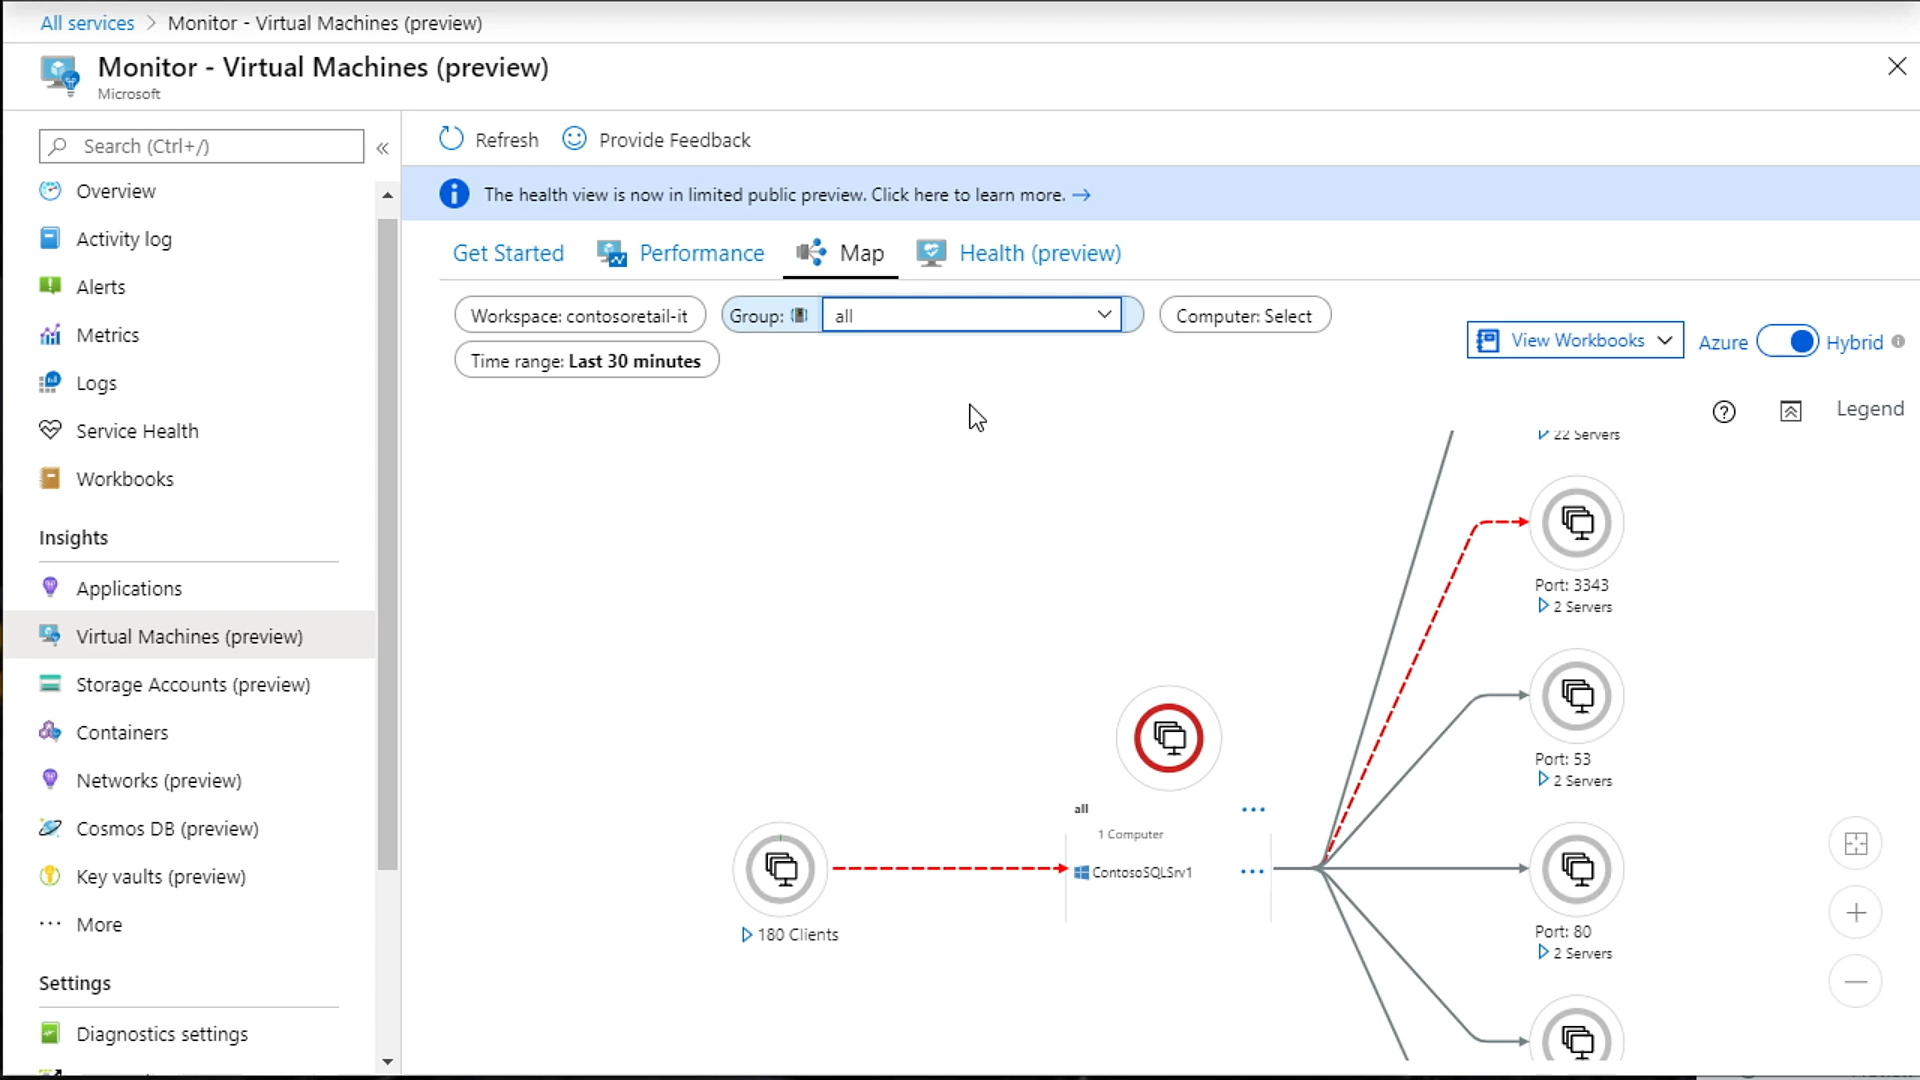 All services > Monitor - Virtual Machines (preview)
Monitor - Virtual Machines (preview)
Microsoft
Search (Ctrl+/)
«
Overview
Activity log
Alerts
Metrics
Logs
Service Health
Workbooks
Insights
Applications
Virtual Machines (preview)
Storage Accounts (preview)
Containers
Networks (preview)
Cosmos DB (preview)
Key vaults (preview)
More
Settings
Diagnostics settings
Refresh
Provide Feedback
The health view is now in limited public preview. Click here to learn more. →
Get Started
Performance
Map
Health (preview)
Workspace: contosoretail-it
Group:
all
Computer: Select
Time range: Last 30 minutes
View Workbooks
Azure
Hybrid
Legend
22 Servers
Port: 3343
2 Servers
Port: 53
2 Servers
all
1 Computer
ContosoSQLSrv1
180 Clients
Port: 80
2 Servers